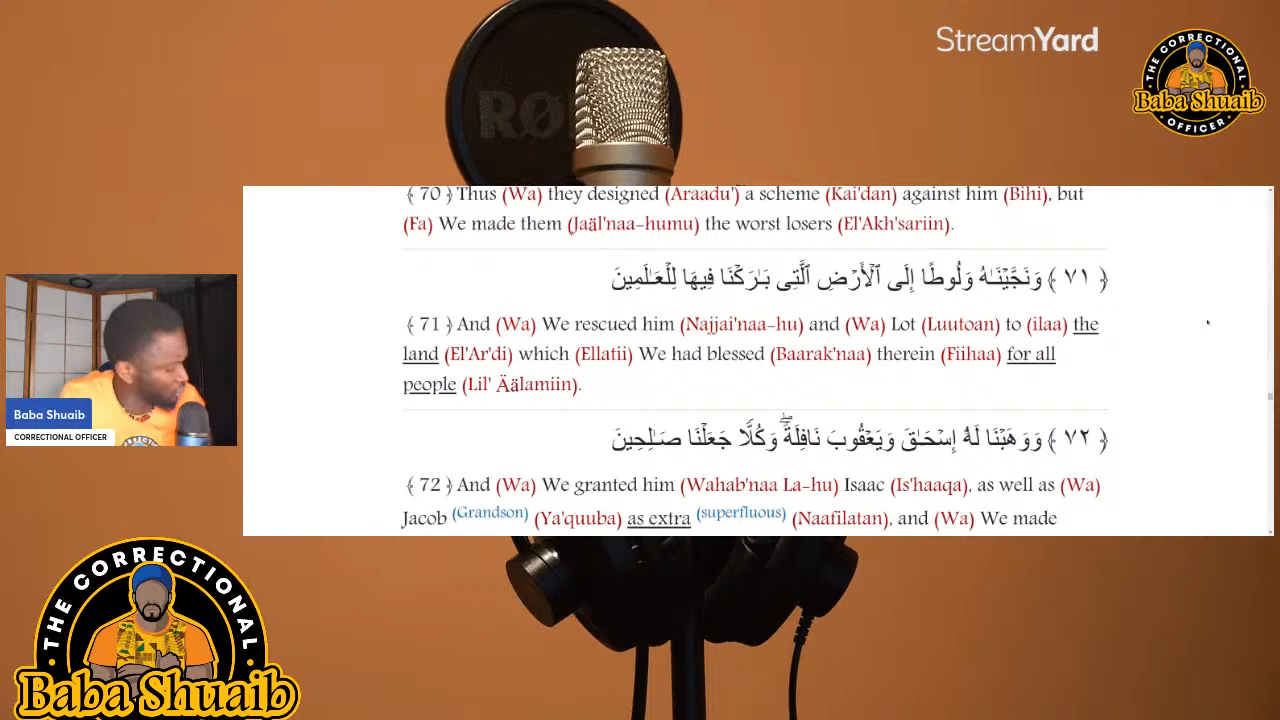 StreamYard
THE CORRECTIONAL
Baba Shuaib
OFFICER
RØ
﴾ 70 ﴿ Thus (Wa) they designed (Araadu') a scheme (Kai'dan) against him (Bihi), but
(Fa) We made them (Jaäl'naa-humu) the worst losers (El'Akh'sariin).
﴿ ٧١ ﴾ وَنَجَّيْنَـٰهُ وَلُوطًا إِلَى ٱلْأَرْضِ ٱلَّتِى بَـٰرَكْنَا فِيهَا لِلْعَـٰلَمِينَ
﴾ 71 ﴿ And (Wa) We rescued him (Najjai'naa-hu) and (Wa) Lot (Luutoan) to (ilaa) the
land (El'Ar'di) which (Ellatii) We had blessed (Baarak'naa) therein (Fiihaa) for all
people (Lil' Äälamiin).
﴿ ٧٢ ﴾ وَوَهَبْنَا لَهُۥٓ إِسْحَـٰقَ وَيَعْقُوبَ نَافِلَةً ۖ وَكُلًّا جَعَلْنَا صَـٰلِحِينَ
﴾ 72 ﴿ And (Wa) We granted him (Wahab'naa La-hu) Isaac (Is'haaqa), as well as (Wa)
Jacob (Grandson) (Ya'quuba) as extra (superfluous) (Naafilatan), and (Wa) We made
Baba Shuaib
CORRECTIONAL OFFICER
THE CORRECTIONAL
Baba Shuaib